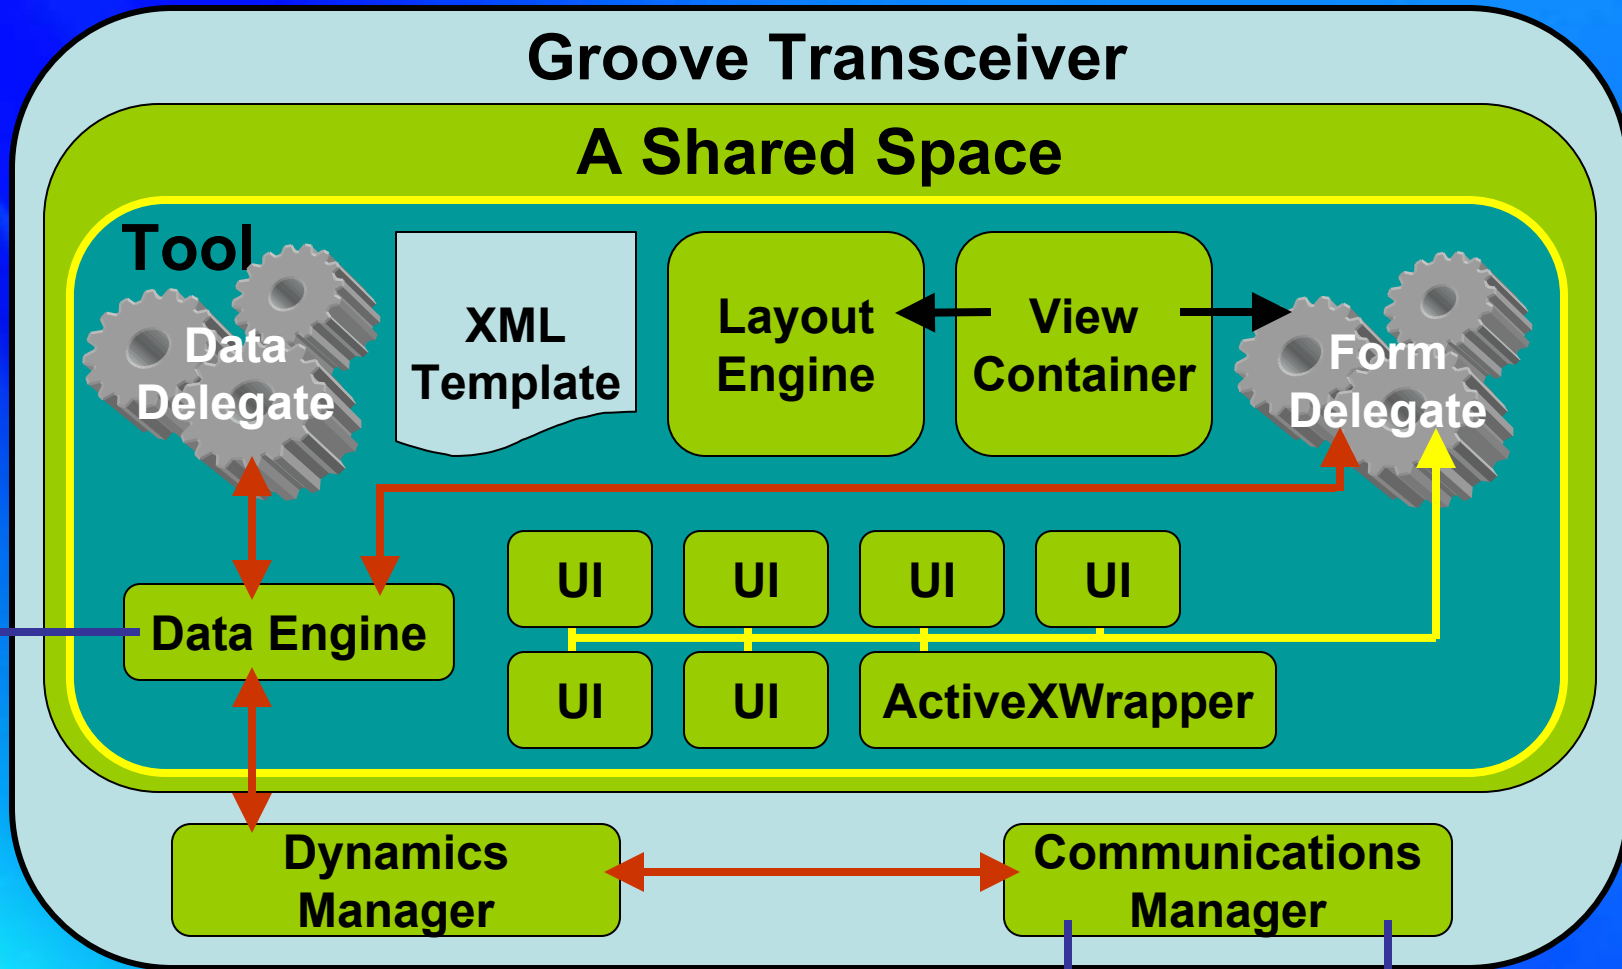 Groove Transceiver
A Shared Space
Tool
Data
Delegate
XML
Template
Layout
Engine
View
Container
Form
Delegate
UI
UI
UI
UI
Data Engine
UI
UI
ActiveXWrapper
Dynamics
Manager
Communications
Manager